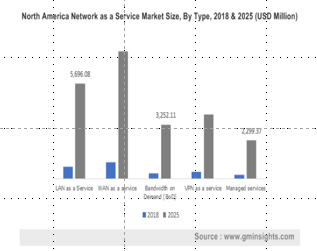 North America Network as a Service Market Size, By Type, 2018 & 2025 (USD Million)
5,696.08
3,252.11
2,299.37
LAN as a Service WAN as a service Bandwidth on VPN as a service Managed services
Demand (BoD)
2018 2025
Source : www.gminsights.com